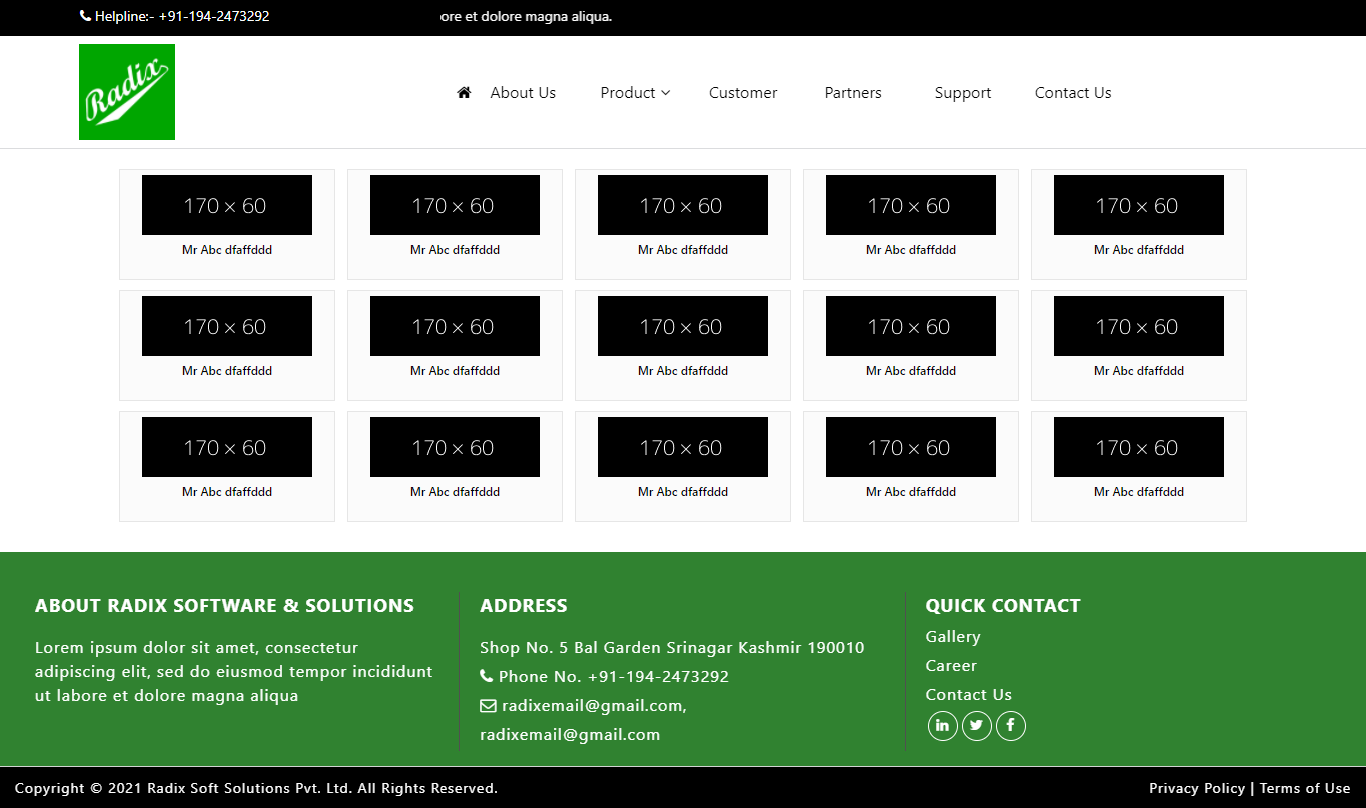 Helpline:- +91-194-2473292
ore et dolore magna aliqua.
Radix
About Us Product Customer Partners Support Contact Us
170 × 60 170 × 60 170 × 60 170 × 60 170 × 60
Mr Abc dfaffddd Mr Abc dfaffddd Mr Abc dfaffddd Mr Abc dfaffddd Mr Abc dfaffddd
170 × 60 170 × 60 170 × 60 170 × 60 170 × 60
Mr Abc dfaffddd Mr Abc dfaffddd Mr Abc dfaffddd Mr Abc dfaffddd Mr Abc dfaffddd
170 × 60 170 × 60 170 × 60 170 × 60 170 × 60
Mr Abc dfaffddd Mr Abc dfaffddd Mr Abc dfaffddd Mr Abc dfaffddd Mr Abc dfaffddd
ABOUT RADIX SOFTWARE & SOLUTIONS
Lorem ipsum dolor sit amet, consectetur
adipiscing elit, sed do eiusmod tempor incididunt
ut labore et dolore magna aliqua
ADDRESS
Shop No. 5 Bal Garden Srinagar Kashmir 190010
Phone No. +91-194-2473292
radixemail@gmail.com,
radixemail@gmail.com
QUICK CONTACT
Gallery
Career
Contact Us
Copyright © 2021 Radix Soft Solutions Pvt. Ltd. All Rights Reserved.
Privacy Policy | Terms of Use